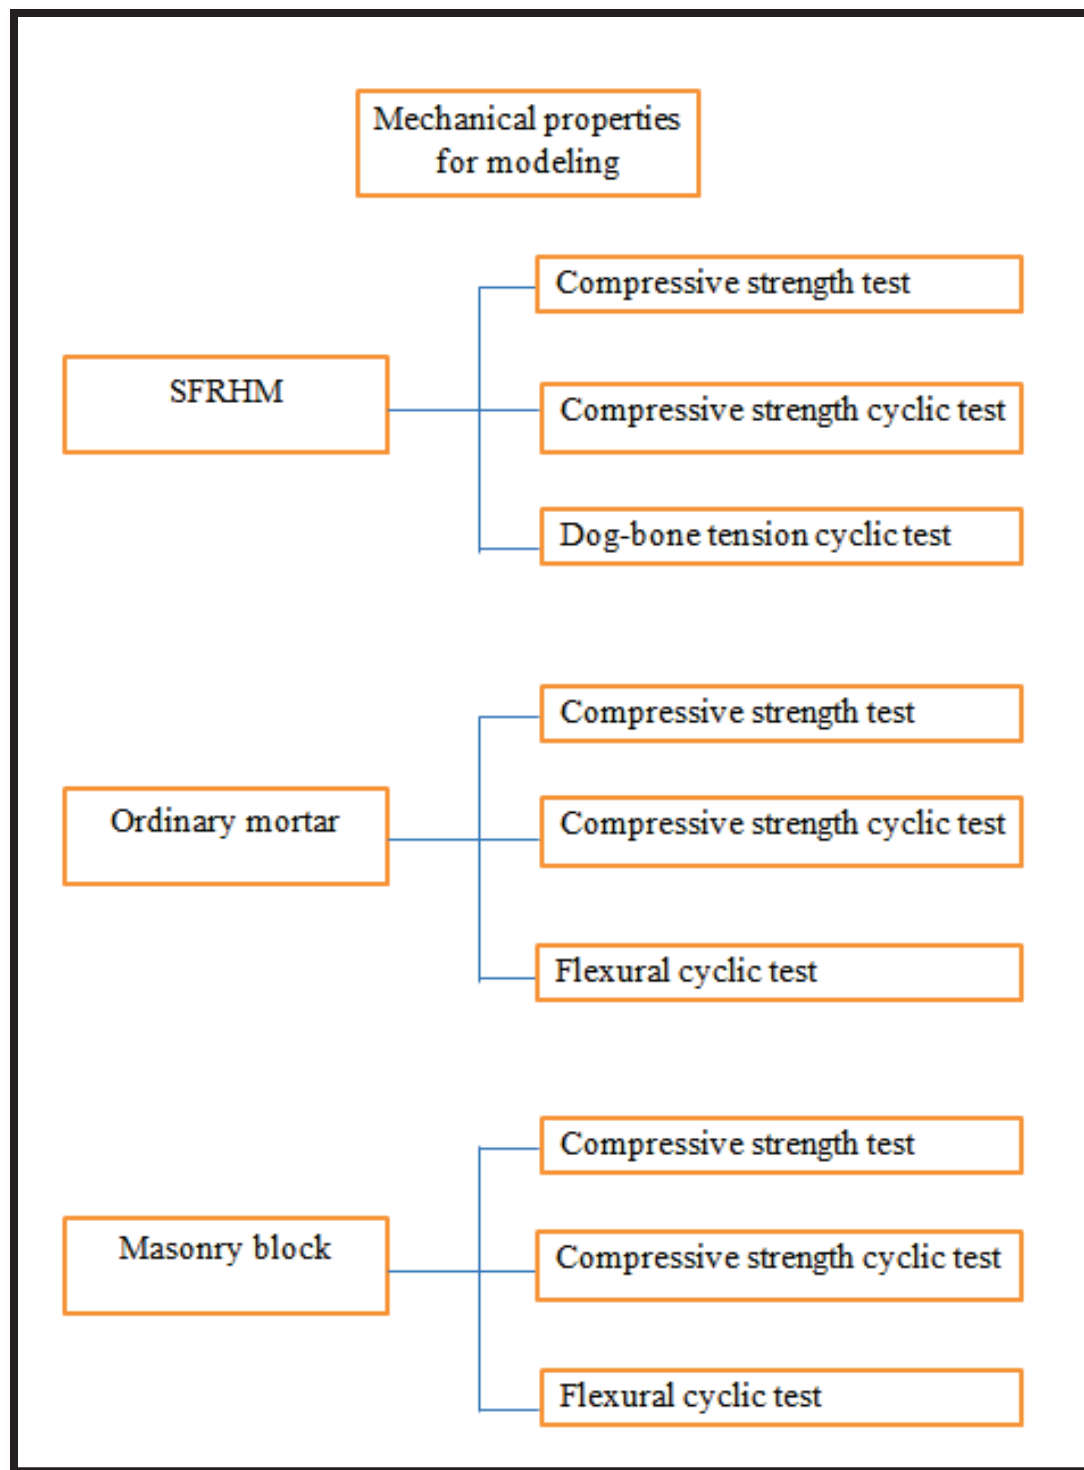 Mechanical properties
for modeling
Compressive strength test
SFRHM
Compressive strength cyclic test
Dog-bone tension cyclic test
Compressive strength test
Ordinary mortar
Compressive strength cyclic test
Flexural cyclic test
Compressive strength test
Masonry block
Compressive strength cyclic test
Flexural cyclic test